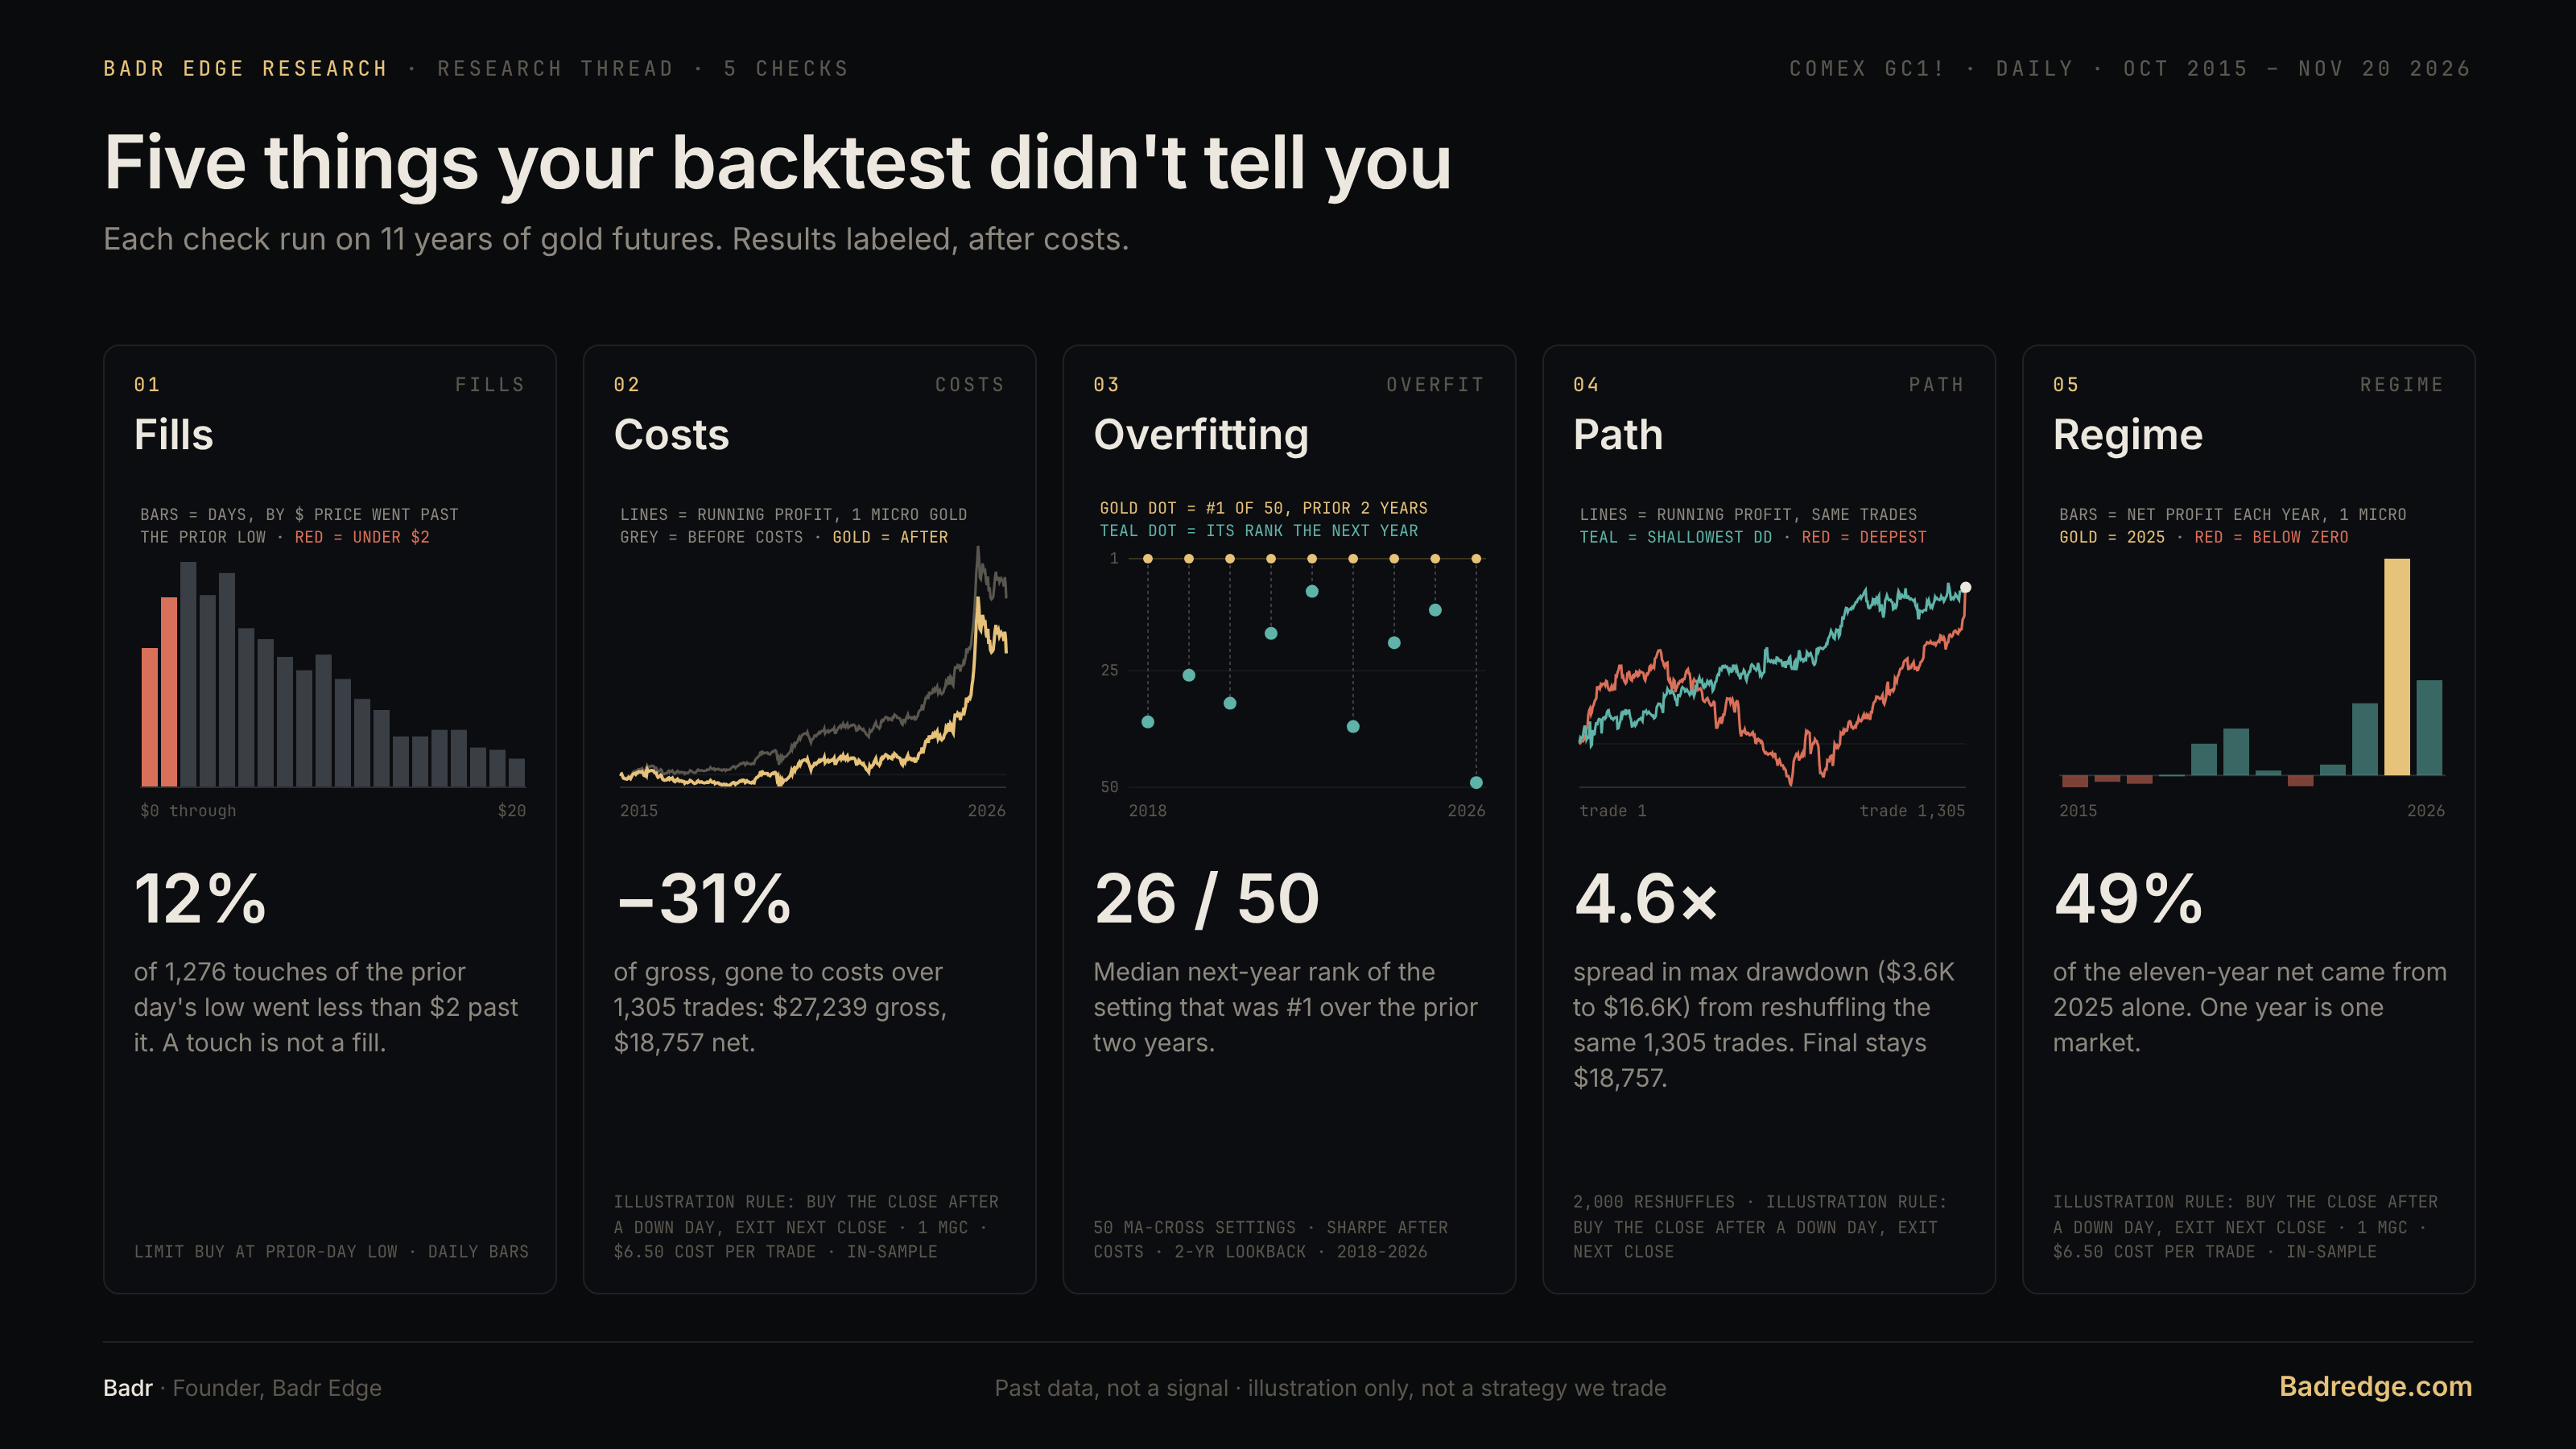 BADR EDGE RESEARCH · RESEARCH THREAD · 5 CHECKS
COMEX GC1! · DAILY · OCT 2015 – NOV 20 2026
Five things your backtest didn't tell you
Each check run on 11 years of gold futures. Results labeled, after costs.
01 FILLS
Fills
BARS = DAYS, BY $ PRICE WENT PAST
THE PRIOR LOW · RED = UNDER $2
$0 through $20
12%
of 1,276 touches of the prior
day's low went less than $2 past
it. A touch is not a fill.
LIMIT BUY AT PRIOR-DAY LOW · DAILY BARS
02 COSTS
Costs
LINES = RUNNING PROFIT, 1 MICRO GOLD
GREY = BEFORE COSTS · GOLD = AFTER
2015 2026
–31%
of gross, gone to costs over
1,305 trades: $27,239 gross,
$18,757 net.
ILLUSTRATION RULE: BUY THE CLOSE AFTER
A DOWN DAY, EXIT NEXT CLOSE · 1 MGC ·
$6.50 COST PER TRADE · IN-SAMPLE
03 OVERFIT
Overfitting
GOLD DOT = #1 OF 50, PRIOR 2 YEARS
TEAL DOT = ITS RANK THE NEXT YEAR
1
25
50
2018 2026
26 / 50
Median next-year rank of the
setting that was #1 over the prior
two years.
50 MA-CROSS SETTINGS · SHARPE AFTER
COSTS · 2-YR LOOKBACK · 2018-2026
04 PATH
Path
LINES = RUNNING PROFIT, SAME TRADES
TEAL = SHALLOWEST DD · RED = DEEPEST
trade 1 trade 1,305
4.6×
spread in max drawdown ($3.6K
to $16.6K) from reshuffling the
same 1,305 trades. Final stays
$18,757.
2,000 RESHUFFLES · ILLUSTRATION RULE:
BUY THE CLOSE AFTER A DOWN DAY, EXIT
NEXT CLOSE
05 REGIME
Regime
BARS = NET PROFIT EACH YEAR, 1 MICRO
GOLD = 2025 · RED = BELOW ZERO
2015 2026
49%
of the eleven-year net came from
2025 alone. One year is one
market.
ILLUSTRATION RULE: BUY THE CLOSE AFTER
A DOWN DAY, EXIT NEXT CLOSE · 1 MGC ·
$6.50 COST PER TRADE · IN-SAMPLE
Badr · Founder, Badr Edge
Past data, not a signal · illustration only, not a strategy we trade
Badredge.com